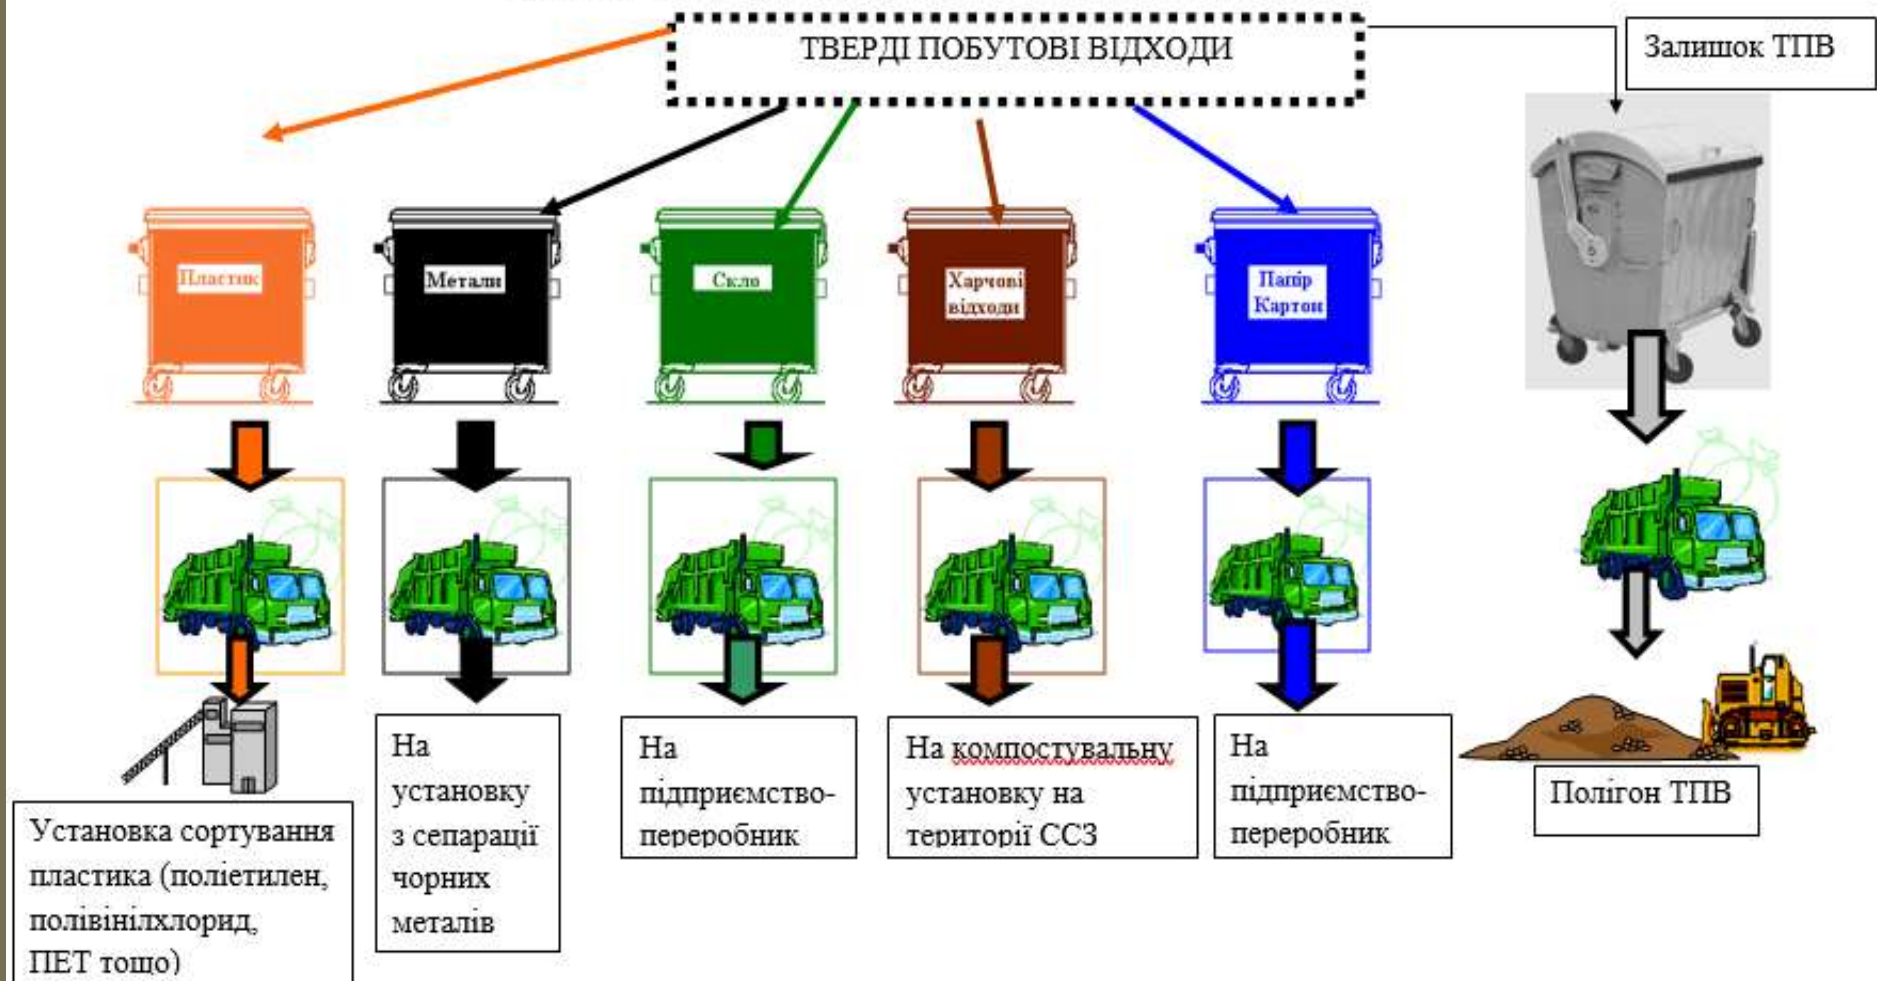 ТВЕРДІ ПОБУТОВІ ВІДХОДИ
Залишок ТПВ
Пластик
Метали
Скло
Харчові
відходи
Папір
Картон
Установка сортування
пластика (поліетилен,
полівінілхлорид,
ПЕТ тощо)
На
установку
з сепарації
чорних
металів
На
підприємство-
переробник
На компостувальну
установку на
території ССЗ
На
підприємство-
переробник
Полігон ТПВ